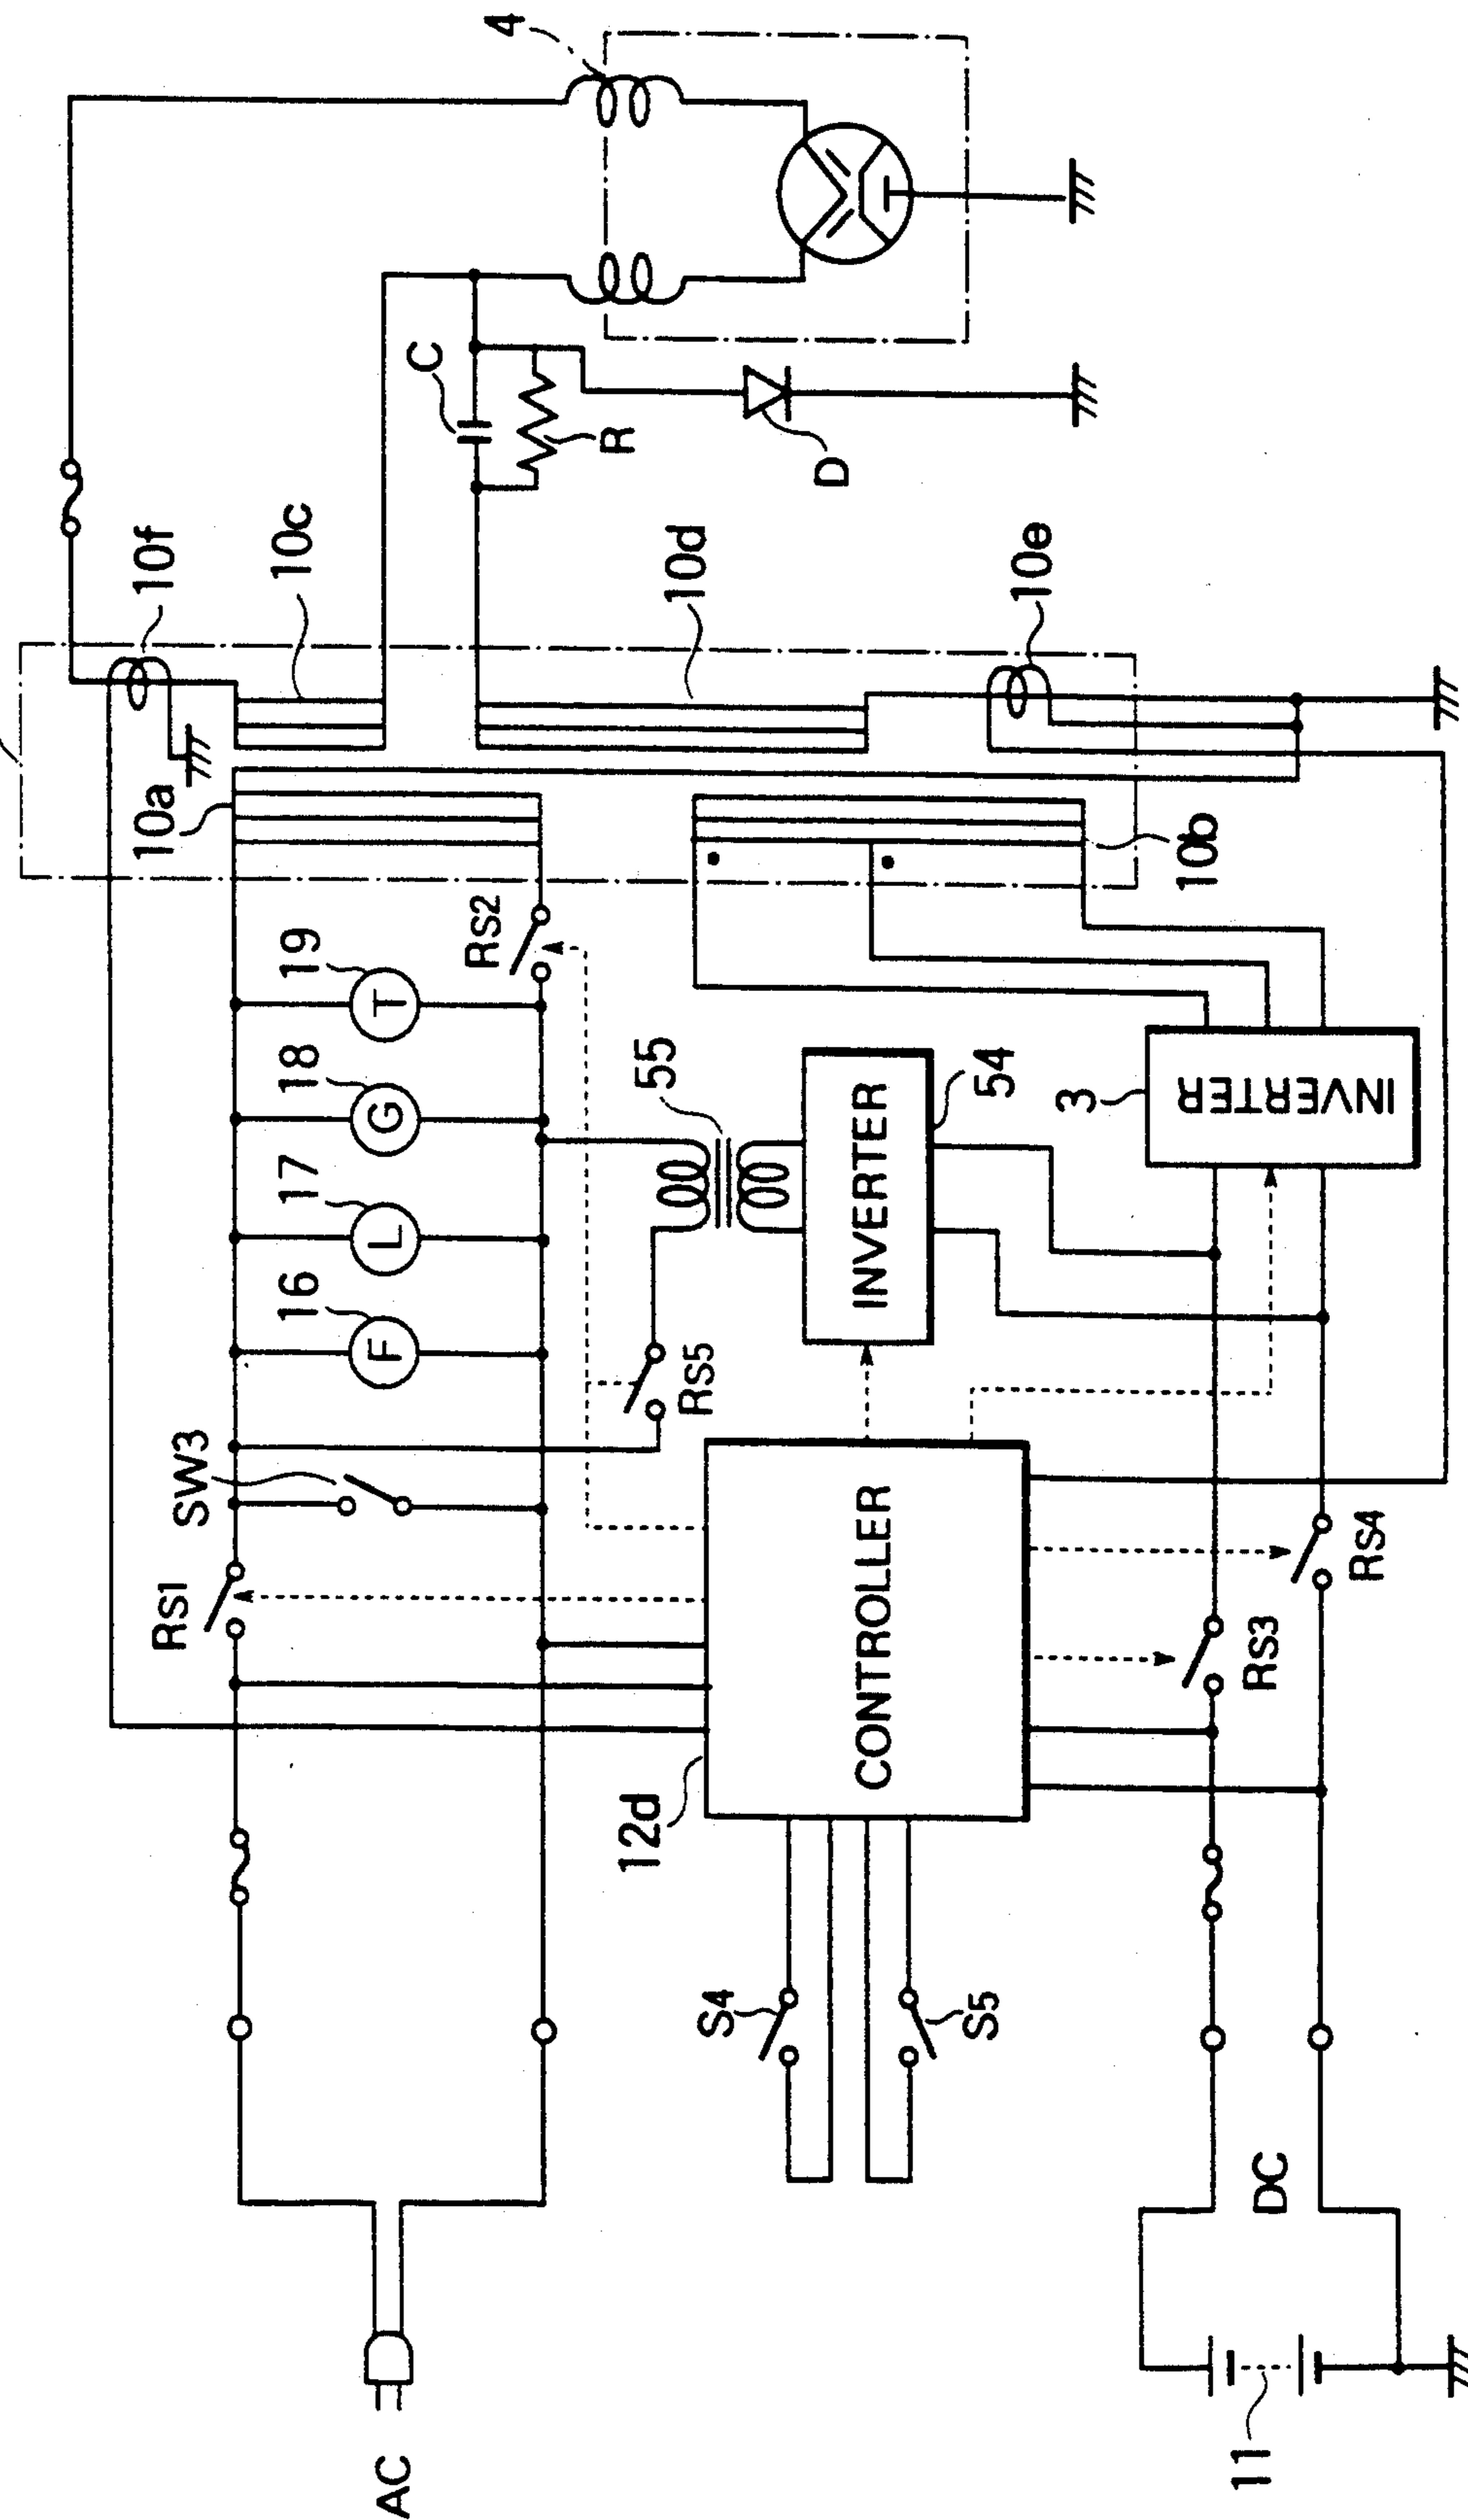 4
10f
10c
C
R
D
10d
10e
10a
10b
RS2
19
T
18
G
17
L
16
F
55
54
INVERTER
3
INVERTER
RS5
SW3
RS1
CONTROLLER
12d
RS3
RS4
S4
S5
AC
DC
11